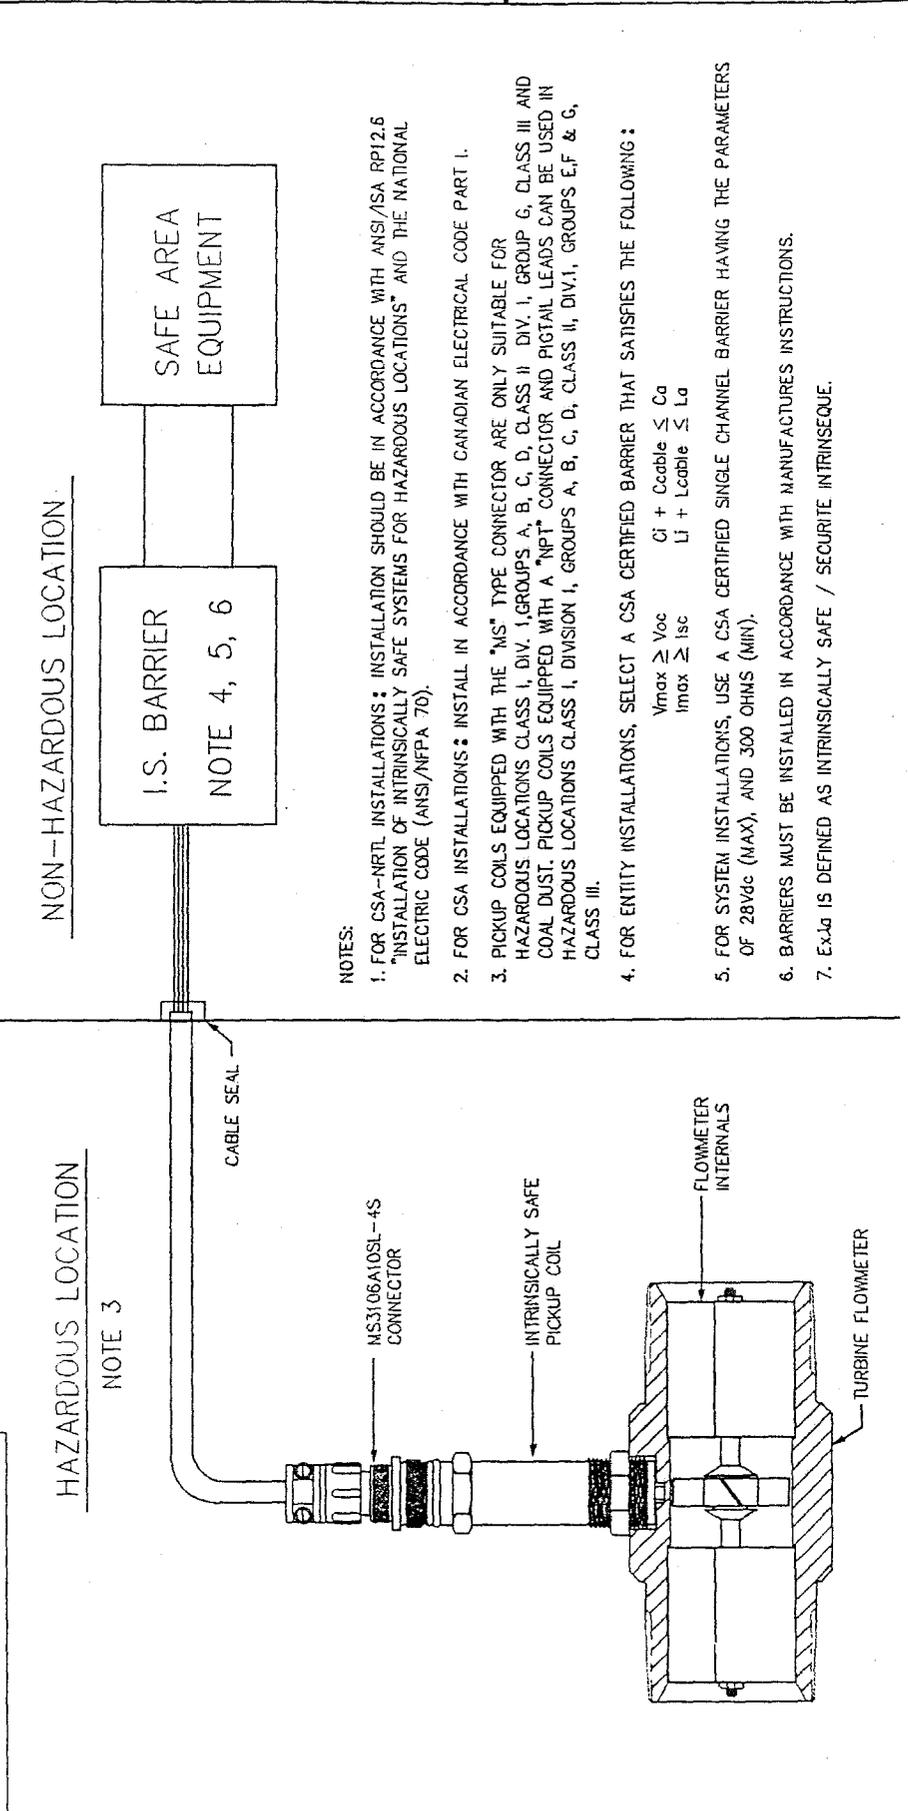 HAZARDOUS LOCATION
NOTE 3
NON-HAZARDOUS LOCATION
I.S. BARRIER
NOTE 4, 5, 6
SAFE AREA
EQUIPMENT
CABLE SEAL
MS3106A10SL-4S
CONNECTOR
INTRINSICALLY SAFE
PICKUP COIL
FLOWMETER
INTERNALS
TURBINE FLOWMETER
NOTES:
1. FOR CSA-NRTL INSTALLATIONS: INSTALLATION SHOULD BE IN ACCORDANCE WITH ANSI/ISA RP12.6
"INSTALLATION OF INTRINSICALLY SAFE SYSTEMS FOR HAZARDOUS LOCATIONS" AND THE NATIONAL
ELECTRIC CODE (ANSI/NFPA 70).
2. FOR CSA INSTALLATIONS: INSTALL IN ACCORDANCE WITH CANADIAN ELECTRICAL CODE PART I.
3. PICKUP COILS EQUIPPED WITH THE "MS" TYPE CONNECTOR ARE ONLY SUITABLE FOR
HAZARDOUS LOCATIONS CLASS I, DIV. 1,GROUPS A, B, C, D, CLASS II DIV. I, GROUP G, CLASS III AND
COAL DUST. PICKUP COILS EQUIPPED WITH A "NPT" CONNECTOR AND PIGTAIL LEADS CAN BE USED IN
HAZARDOUS LOCATIONS CLASS I, DIVISION I, GROUPS A, B, C, D, CLASS II, DIV.1, GROUPS E,F & G,
CLASS III.
4. FOR ENTITY INSTALLATIONS, SELECT A CSA CERTIFIED BARRIER THAT SATISFIES THE FOLLOWING:
Vmax ≥ Voc Ci + Ccable ≤ Ca
Imax ≥ Isc Li + Lcable ≤ La
5. FOR SYSTEM INSTALLATIONS, USE A CSA CERTIFIED SINGLE CHANNEL BARRIER HAVING THE PARAMETERS
OF 28Vdc (MAX), AND 300 OHMS (MIN).
6. BARRIERS MUST BE INSTALLED IN ACCORDANCE WITH MANUFACTURES INSTRUCTIONS.
7. Ex.ia IS DEFINED AS INTRINSICALLY SAFE / SECURITE INTRINSEQUE.